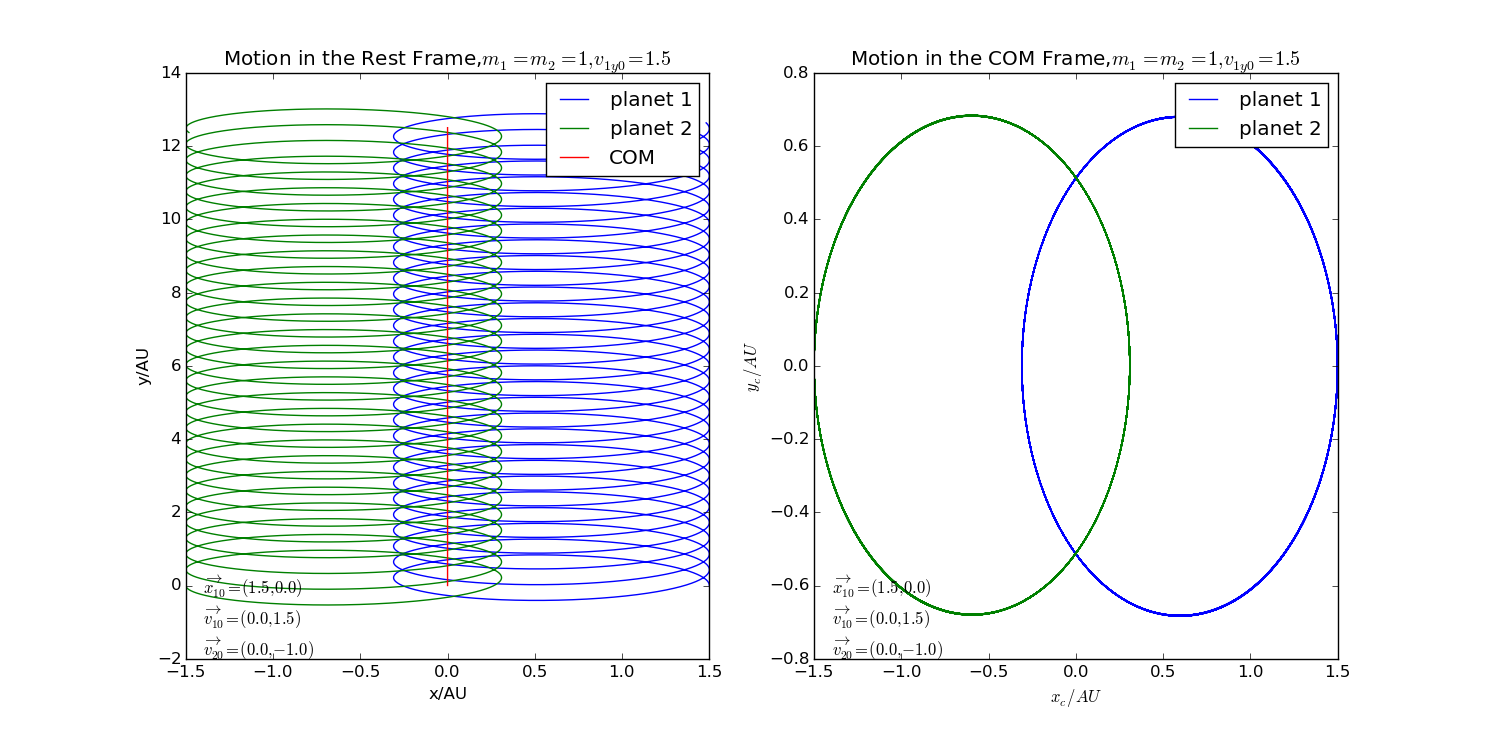 Motion in the Rest Frame,m₁ =m₂ =1,v₁y₀ =1.5
planet 1
planet 2
COM
14
12
10
8
6
4
2
0
−2
y/AU
x⃗₁₀=(1.5,0.0)
v⃗₁₀=(0.0,1.5)
v⃗₂₀=(0.0,−1.0)
−1.5 −1.0 −0.5 0.0 0.5 1.0 1.5
x/AU
Motion in the COM Frame,m₁ =m₂ =1,v₁y₀ =1.5
planet 1
planet 2
0.8
0.6
0.4
0.2
0.0
−0.2
−0.4
−0.6
−0.8
y_c/AU
x⃗₁₀=(1.5,0.0)
v⃗₁₀=(0.0,1.5)
v⃗₂₀=(0.0,−1.0)
−1.5 −1.0 −0.5 0.0 0.5 1.0 1.5
x_c/AU